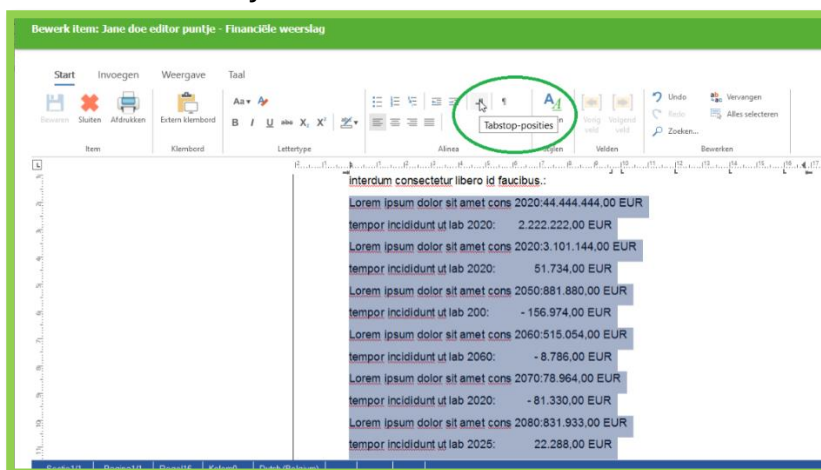 Bewerk item: Jane doe editor puntje - Financiële weerslag
Start Invoegen Weergave Taal
Bewaren Sluiten Afdrukken Extern klembord Aa B I U abc X, X² Tabstop-posities Vorig veld Volgend veld Undo Redo Zoeken... Vervangen Alles selecteren
Item Klembord Lettertype Alinea Stijlen Velden Bewerken
interdum consectetur libero id faucibus.:
Lorem ipsum dolor sit amet cons 2020:44.444.444,00 EUR
tempor incididunt ut lab 2020: 2.222.222,00 EUR
Lorem ipsum dolor sit amet cons 2020:3.101.144,00 EUR
tempor incididunt ut lab 2020: 51.734,00 EUR
Lorem ipsum dolor sit amet cons 2050:881.880,00 EUR
tempor incididunt ut lab 200: - 156.974,00 EUR
Lorem ipsum dolor sit amet cons 2060:515.054,00 EUR
tempor incididunt ut lab 2060: - 8.786,00 EUR
Lorem ipsum dolor sit amet cons 2070:78.964,00 EUR
tempor incididunt ut lab 2020: - 81.330,00 EUR
Lorem ipsum dolor sit amet cons 2080:831.933,00 EUR
tempor incididunt ut lab 2025: 22.288,00 EUR